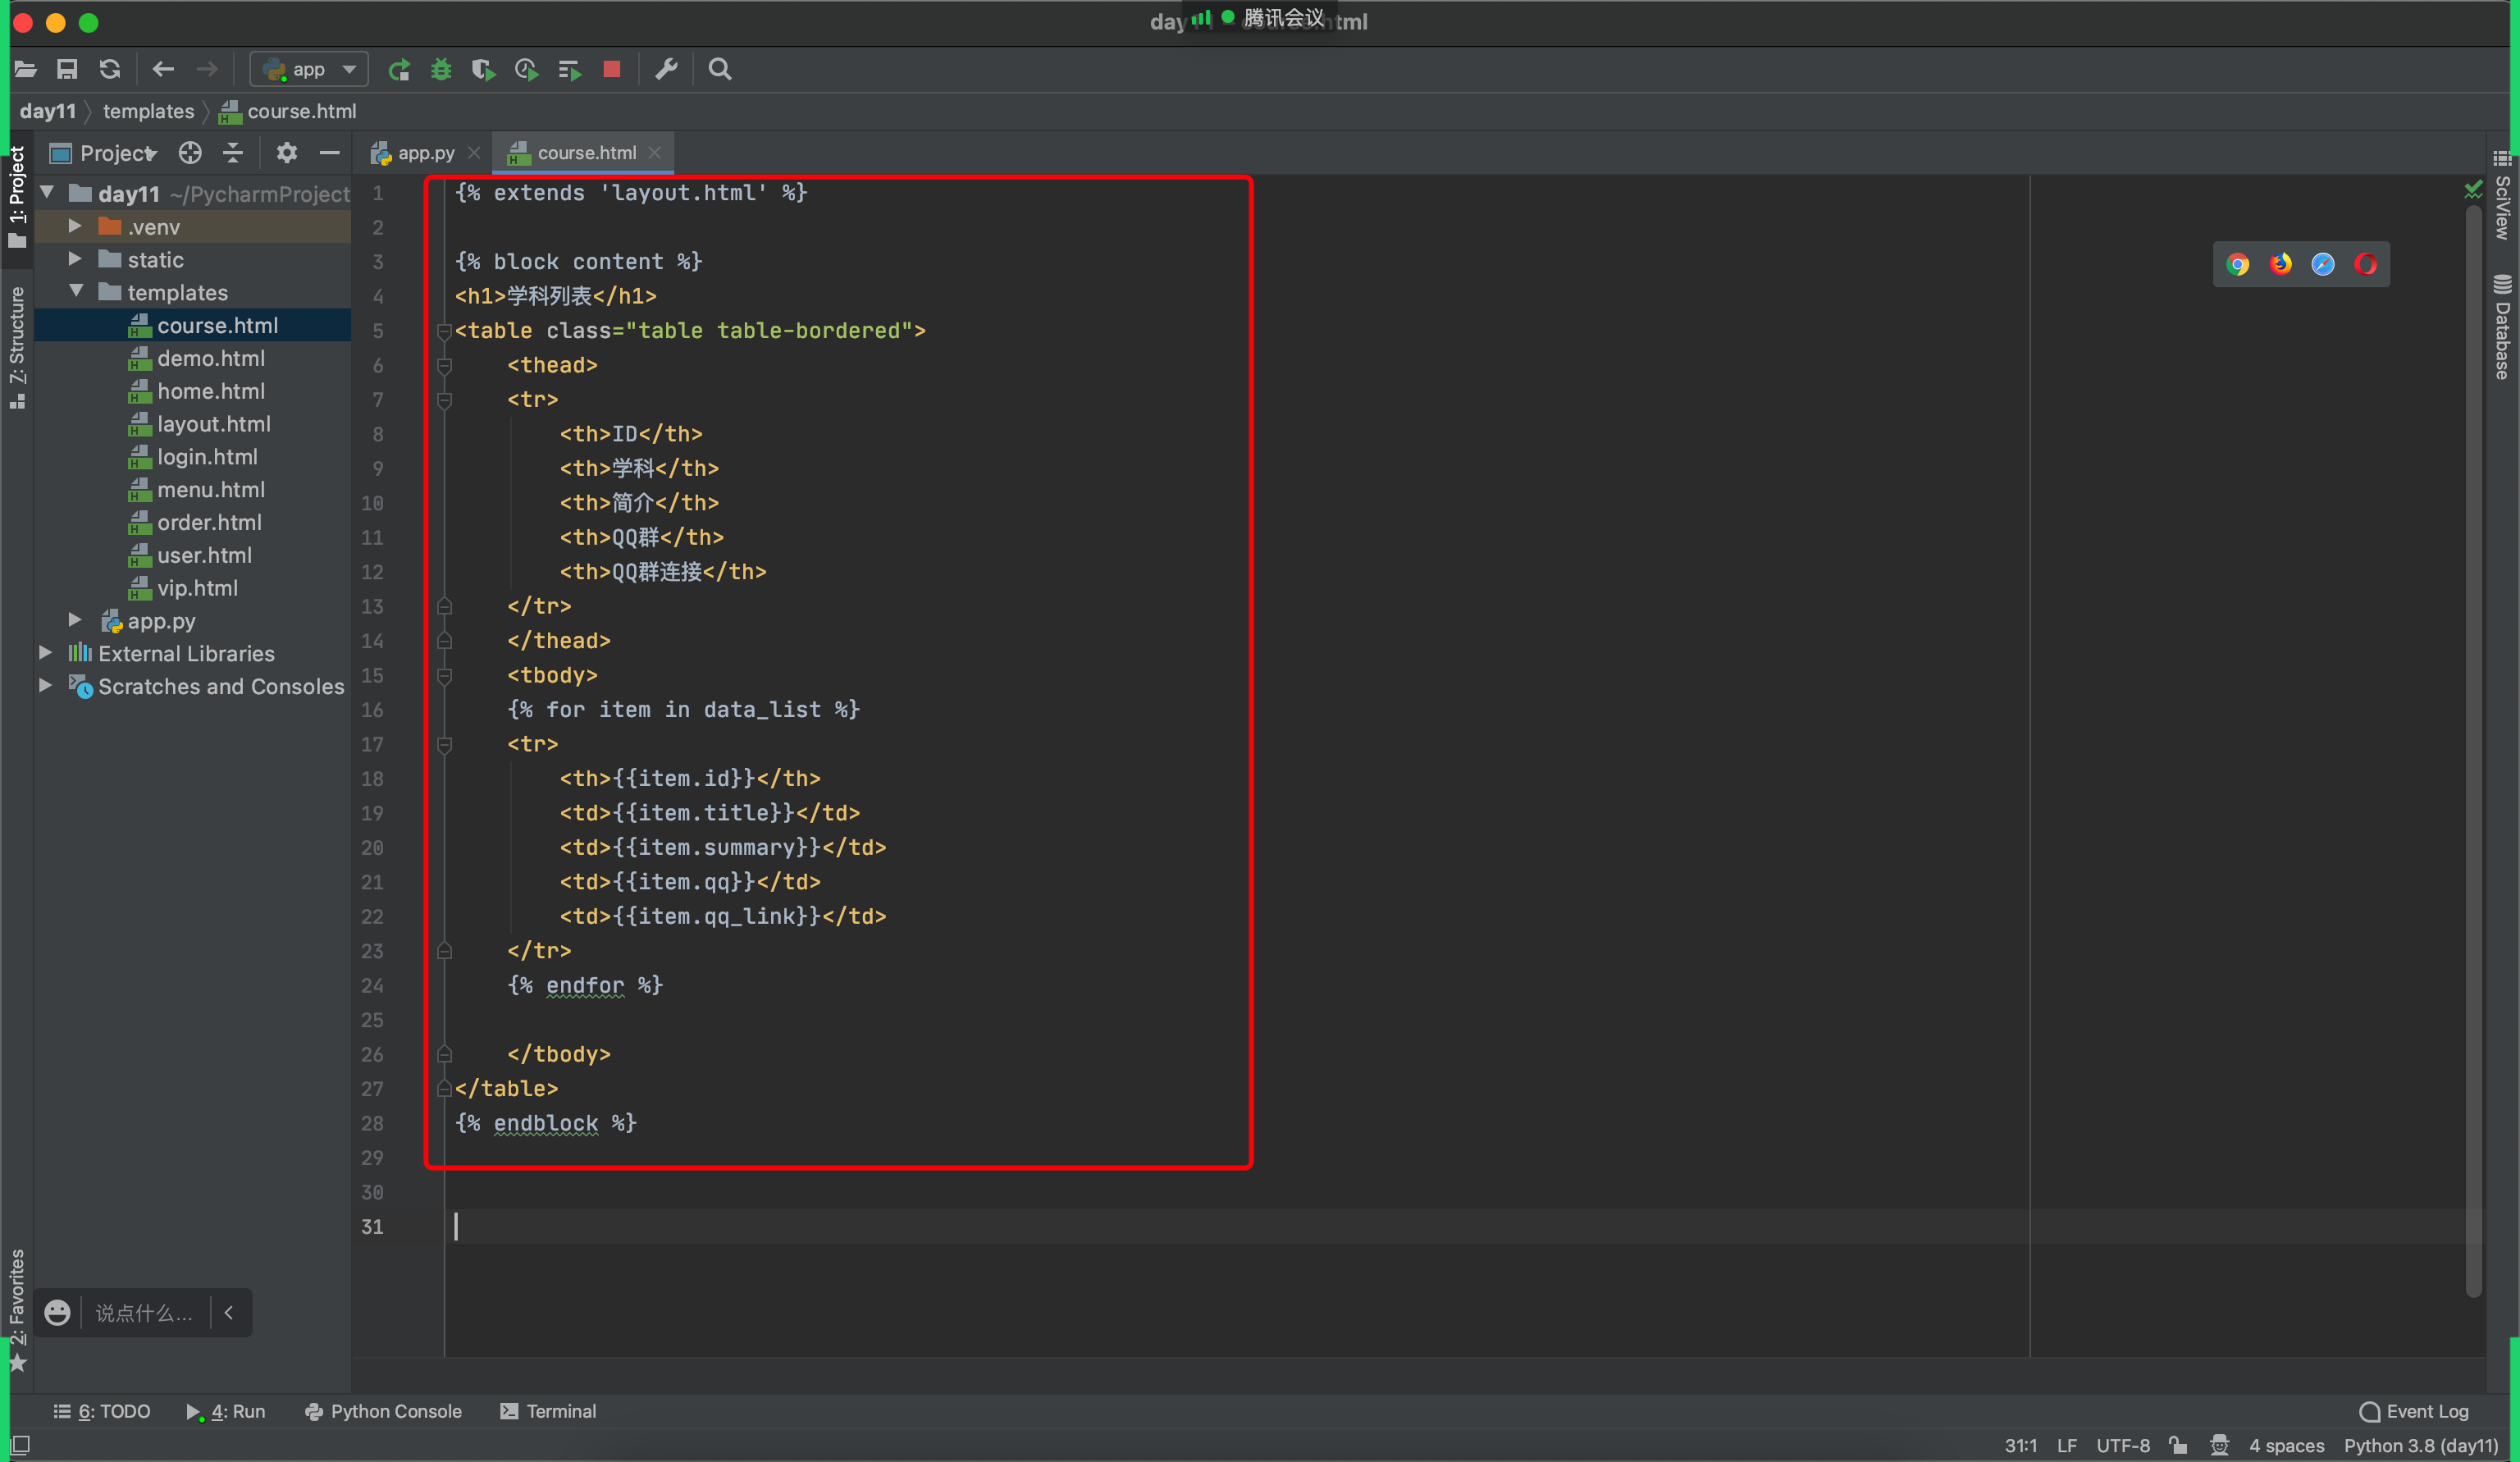 day 腾讯会议 html
app
day11 templates course.html
1: Project
Project
app.py
course.html
day11 ~/PycharmProject
.venv
static
templates
course.html
demo.html
home.html
layout.html
login.html
menu.html
order.html
user.html
vip.html
app.py
External Libraries
Scratches and Consoles
7: Structure
2: Favorites
1 {% extends 'layout.html' %}
2
3 {% block content %}
4 <h1>学科列表</h1>
5 <table class="table table-bordered">
6 <thead>
7 <tr>
8 <th>ID</th>
9 <th>学科</th>
10 <th>简介</th>
11 <th>QQ群</th>
12 <th>QQ群连接</th>
13 </tr>
14 </thead>
15 <tbody>
16 {% for item in data_list %}
17 <tr>
18 <th>{{item.id}}</th>
19 <td>{{item.title}}</td>
20 <td>{{item.summary}}</td>
21 <td>{{item.qq}}</td>
22 <td>{{item.qq_link}}</td>
23 </tr>
24 {% endfor %}
25
26 </tbody>
27 </table>
28 {% endblock %}
29
30
31
SciView
Database
说点什么...
6: TODO 4: Run Python Console Terminal Event Log
31:1 LF UTF-8 4 spaces Python 3.8 (day11)